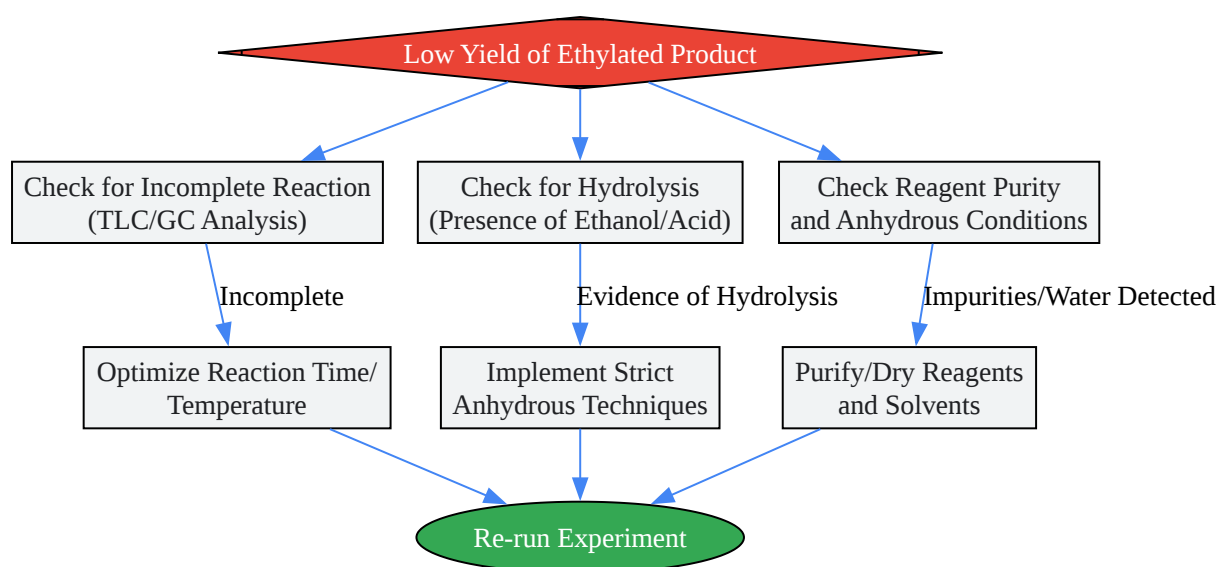 Low Yield of Ethylated Product
Check for Incomplete Reaction
(TLC/GC Analysis)
Check for Hydrolysis
(Presence of Ethanol/Acid)
Check Reagent Purity
and Anhydrous Conditions
Incomplete
Evidence of Hydrolysis
Impurities/Water Detected
Optimize Reaction Time/
Temperature
Implement Strict
Anhydrous Techniques
Purify/Dry Reagents
and Solvents
Re-run Experiment